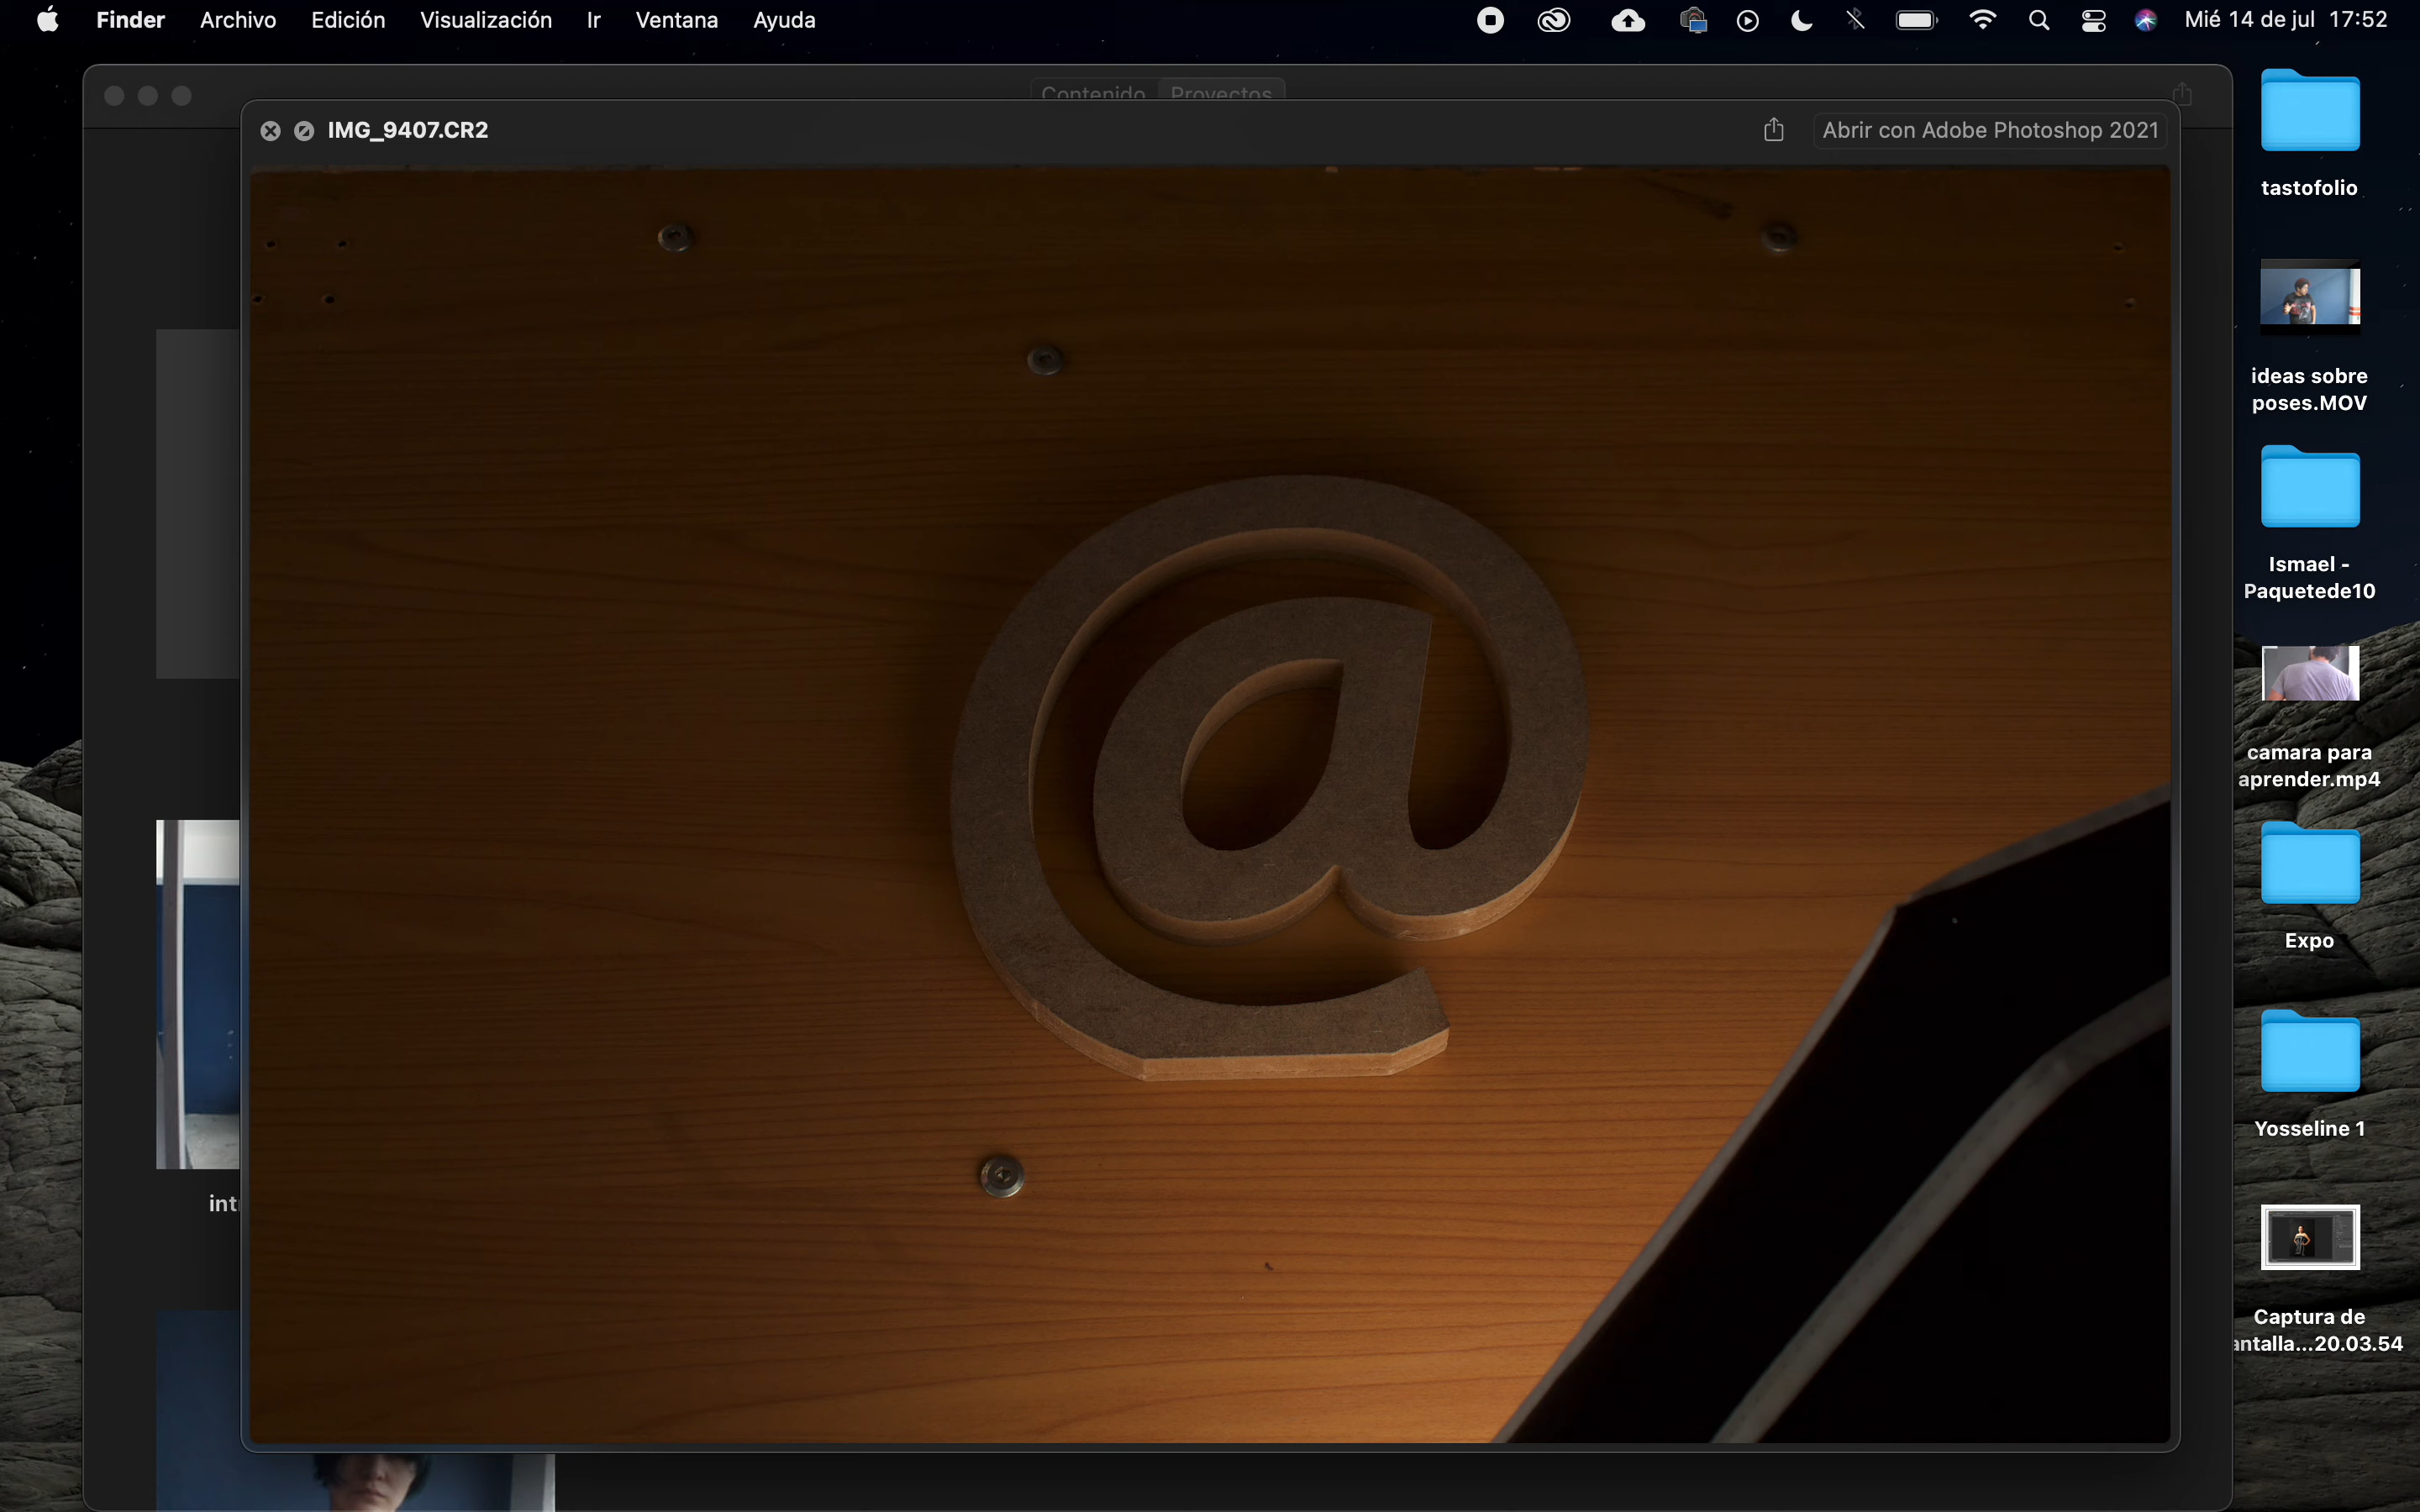 Finder Archivo Edición Visualización Ir Ventana Ayuda Mié 14 de jul 17:52
Contenido Proyectos
IMG_9407.CR2 Abrir con Adobe Photoshop 2021
@
tastofolio
ideas sobre
poses.MOV
Ismael -
Paquetede10
camara para
aprender.mp4
Expo
Yosseline 1
int
Captura de
antalla...20.03.54